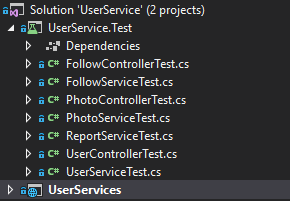 Solution 'UserService' (2 projects)
UserService.Test
Dependencies
C# FollowControllerTest.cs
C# FollowServiceTest.cs
C# PhotoControllerTest.cs
C# PhotoServiceTest.cs
C# ReportServiceTest.cs
C# UserControllerTest.cs
C# UserServiceTest.cs
UserServices